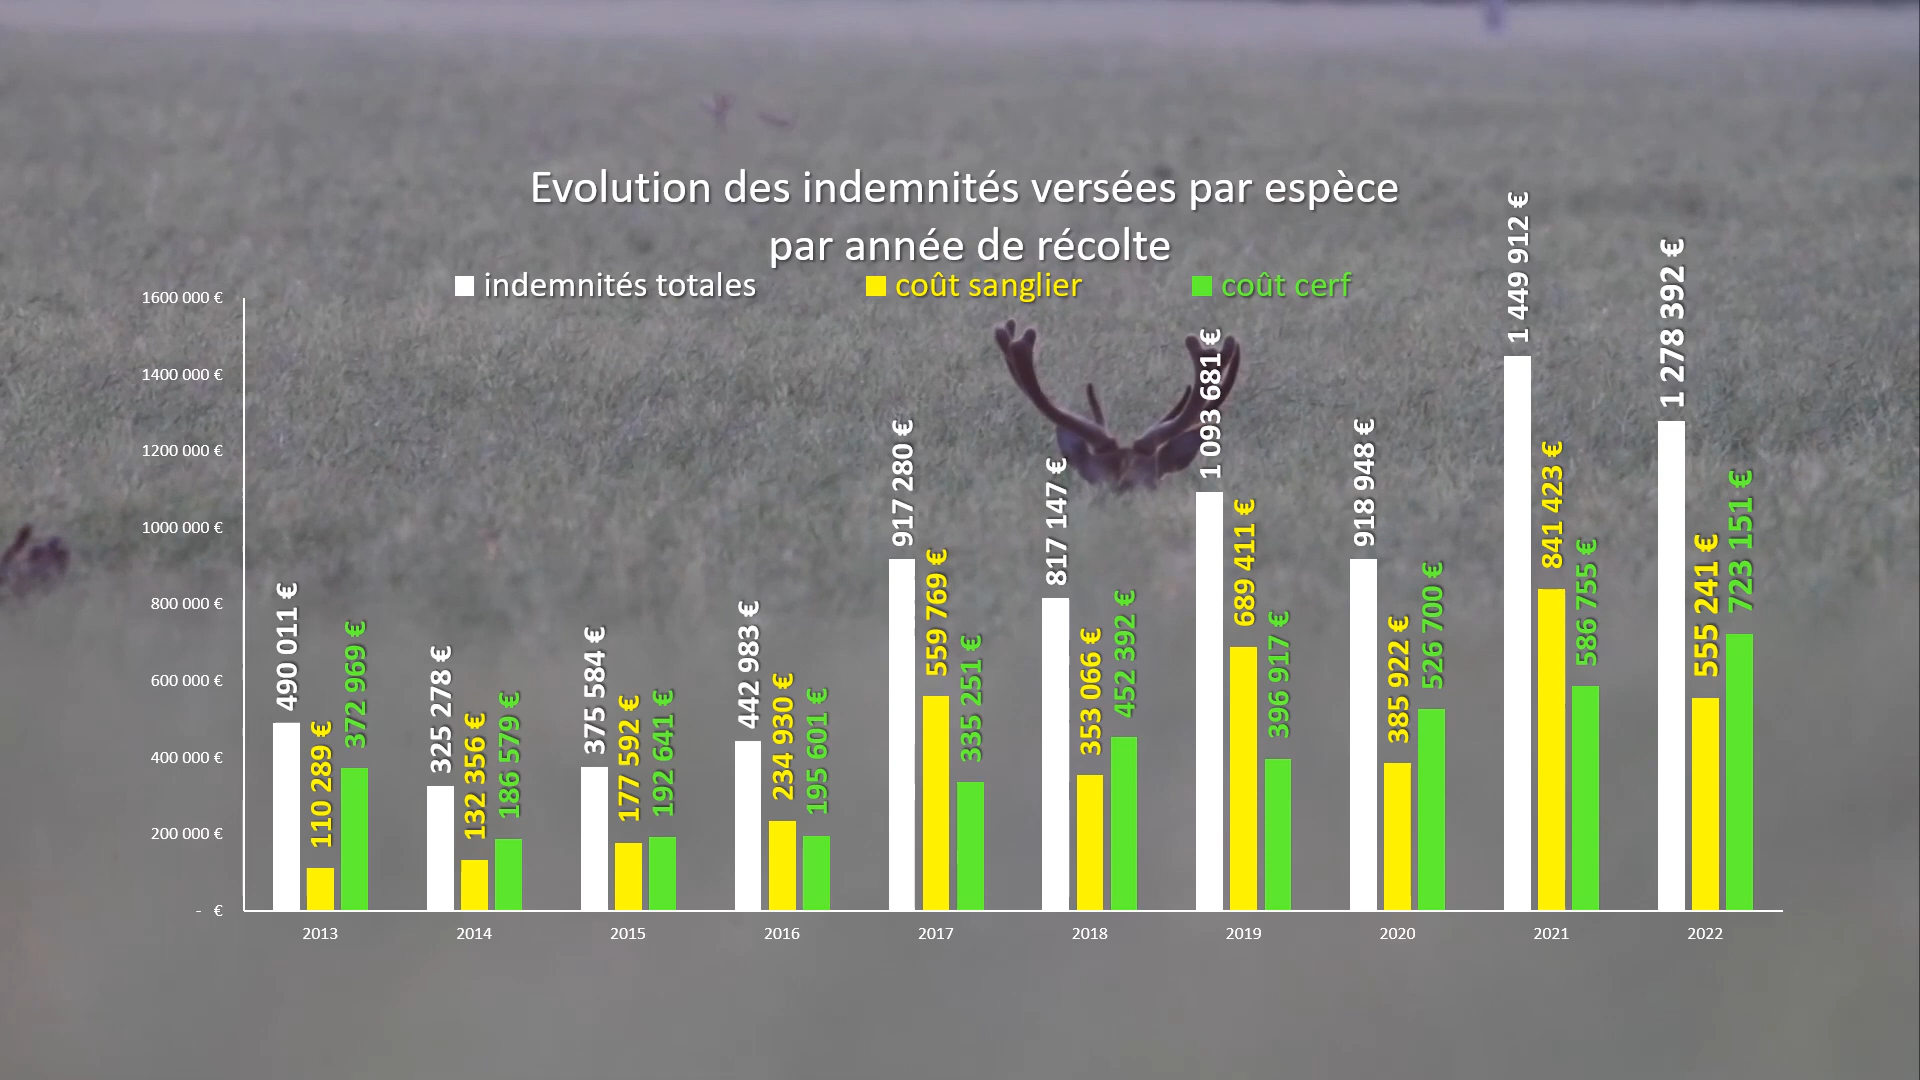 Evolution des indemnités versées par espèce
par année de récolte
indemnités totales
coût sanglier
coût cerf
1600 000 €
1400 000 €
1200 000 €
1000 000 €
800 000 €
600 000 €
400 000 €
200 000 €
- €
490 011 €
110 289 €
372 969 €
325 278 €
132 356 €
186 579 €
375 584 €
177 592 €
192 641 €
442 983 €
234 930 €
195 601 €
917 280 €
559 769 €
335 251 €
817 147 €
353 066 €
452 392 €
1 093 681 €
689 411 €
396 917 €
918 948 €
385 922 €
526 700 €
1 449 912 €
841 423 €
586 755 €
1 278 392 €
555 241 €
723 151 €
2013
2014
2015
2016
2017
2018
2019
2020
2021
2022